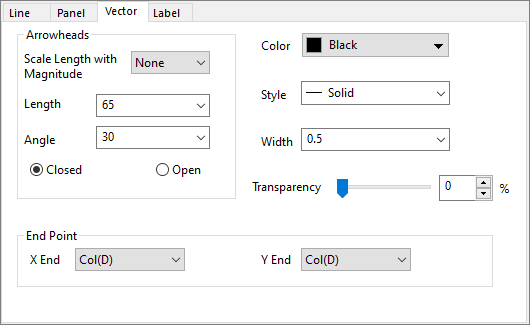 Line Panel Vector Label
Arrowheads
Scale Length with
Magnitude
None
Length 65
Angle 30
Closed Open
Color Black
Style Solid
Width 0.5
Transparency 0 %
End Point
X End Col(D) Y End Col(D)